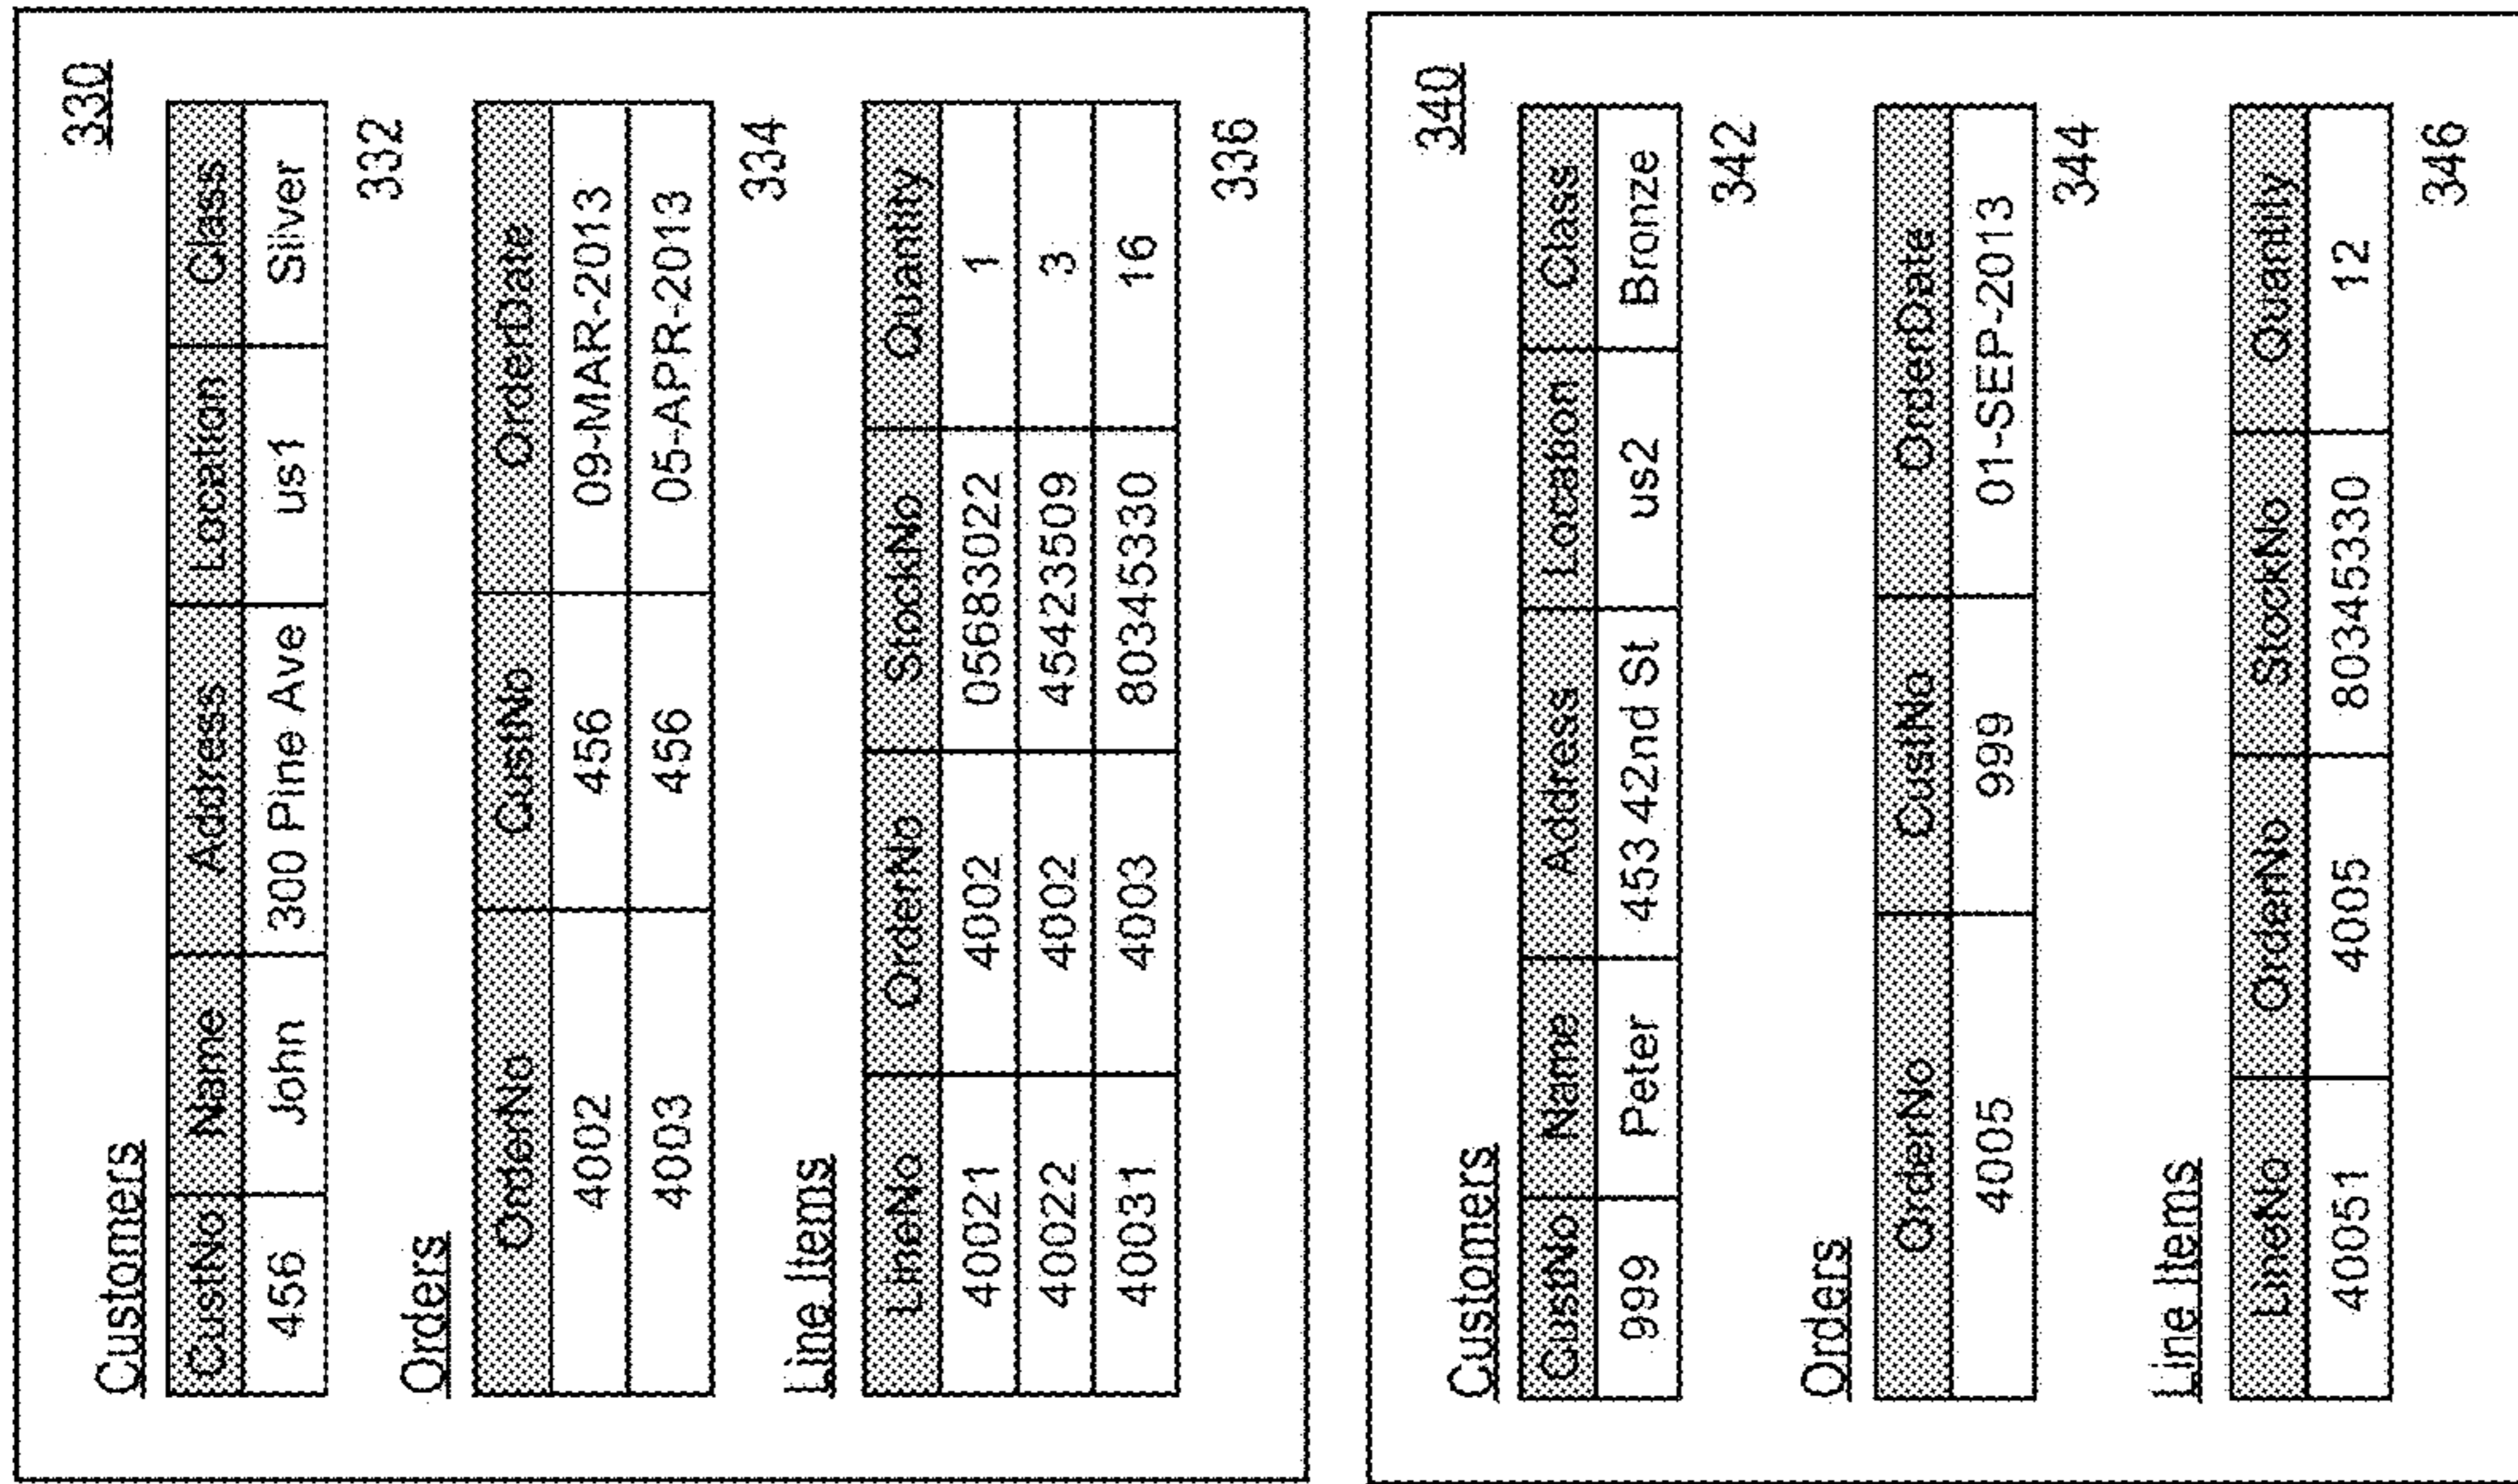 330
Customers
CustNo Name Address Location Class
456 John 300 Pine Ave us1 Silver
332
Orders
OrderNo CustNo OrderDate
4002 456 09-MAR-2013
4003 456 05-APR-2013
334
Line Items
LineNo OrderNo StockNo Quantity
40021 4002 05683022 1
40022 4002 45423509 3
40031 4003 80345330 16
336
340
Customers
CustNo Name Address Location Class
999 Peter 453 42nd St us2 Bronze
342
Orders
OrderNo CustNo OrderDate
4005 999 01-SEP-2013
344
Line Items
LineNo OrderNo StockNo Quantity
40051 4005 80345330 12
346